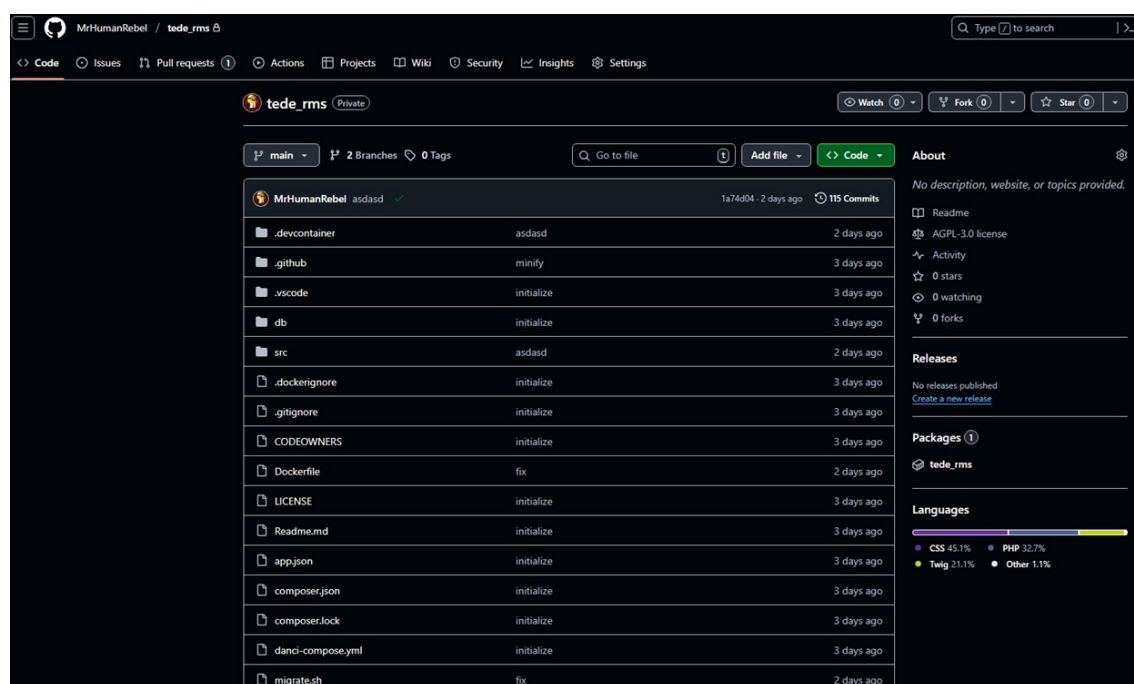 MrHumanRebel / tede_rms
Type / to search
Code Issues Pull requests 1 Actions Projects Wiki Security Insights Settings
tede_rms Private
Watch 0 Fork 0 Star 0
main 2 Branches 0 Tags
Go to file t
Add file Code
MrHumanRebel asdasd 1a74d04 · 2 days ago 115 Commits
.devcontainer asdasd 2 days ago
.github minify 3 days ago
.vscode initialize 3 days ago
db initialize 3 days ago
src asdasd 2 days ago
.dockerignore initialize 3 days ago
.gitignore initialize 3 days ago
CODEOWNERS initialize 3 days ago
Dockerfile fix 2 days ago
LICENSE initialize 3 days ago
Readme.md initialize 3 days ago
app.json initialize 3 days ago
composer.json initialize 3 days ago
composer.lock initialize 3 days ago
danci-compose.yml initialize 3 days ago
migrate.sh fix 2 days ago
About
No description, website, or topics provided.
Readme
AGPL-3.0 license
Activity
0 stars
0 watching
0 forks
Releases
No releases published
Create a new release
Packages 1
tede_rms
Languages
CSS 45.1% PHP 32.7%
Twig 21.1% Other 1.1%